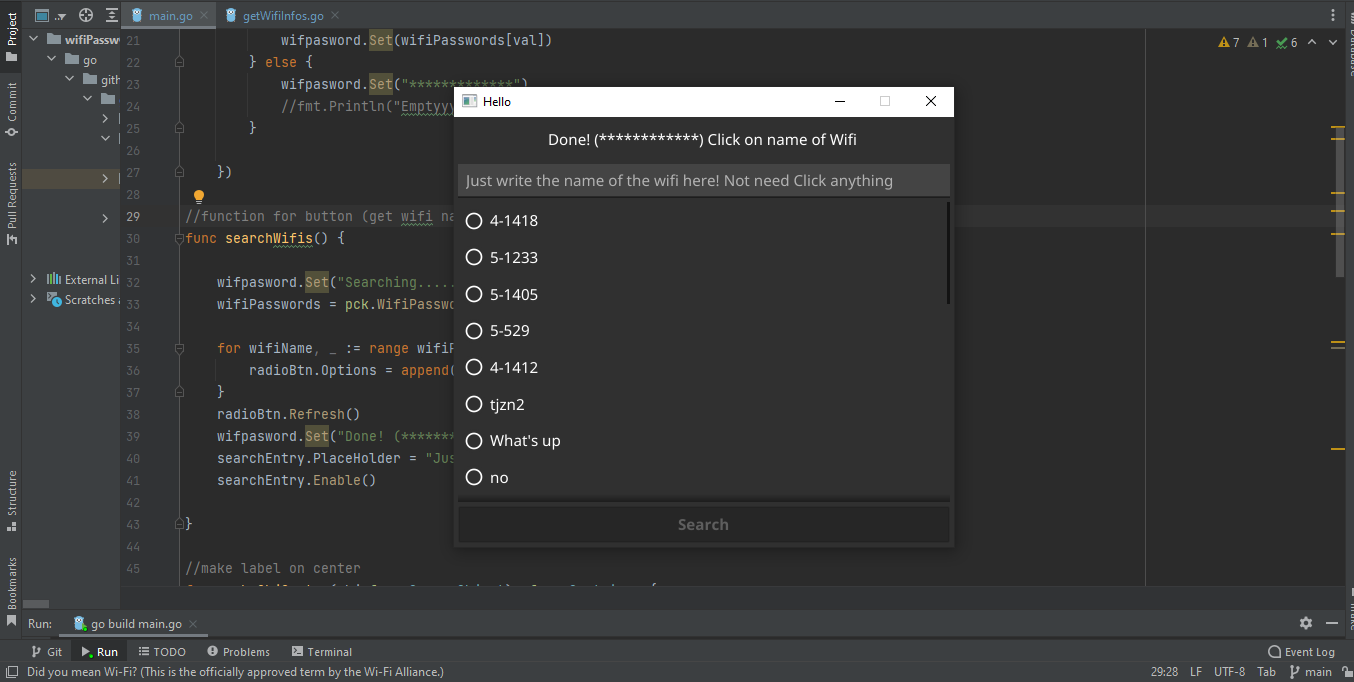 Project
main.go
getWifiInfos.go
wifiPassw
go
gith
External Li
Scratches a
Commit
Pull Requests
Structure
Bookmarks
Database
7 1 6
21 wifpasword.Set(wifiPasswords[val])
22 } else {
23 wifpasword.Set("*************")
24 //fmt.Println("Emptyyy
25 }
26
27 })
28
29 //function for button (get wifi na
30 func searchWifis() {
31
32 wifpasword.Set("Searching.....
33 wifiPasswords = pck.WifiPasswo
34
35 for wifiName, _ := range wifiP
36 radioBtn.Options = append(
37 }
38 radioBtn.Refresh()
39 wifpasword.Set("Done! (*******
40 searchEntry.PlaceHolder = "Jus
41 searchEntry.Enable()
42
43 }
44
45 //make label on center
Hello
Done! (************) Click on name of Wifi
Just write the name of the wifi here! Not need Click anything
4-1418
5-1233
5-1405
5-529
4-1412
tjzn2
What's up
no
Search
Run:
go build main.go
Git
Run
TODO
Problems
Terminal
Event Log
Did you mean Wi-Fi? (This is the officially approved term by the Wi-Fi Alliance.)
29:28 LF UTF-8 Tab main